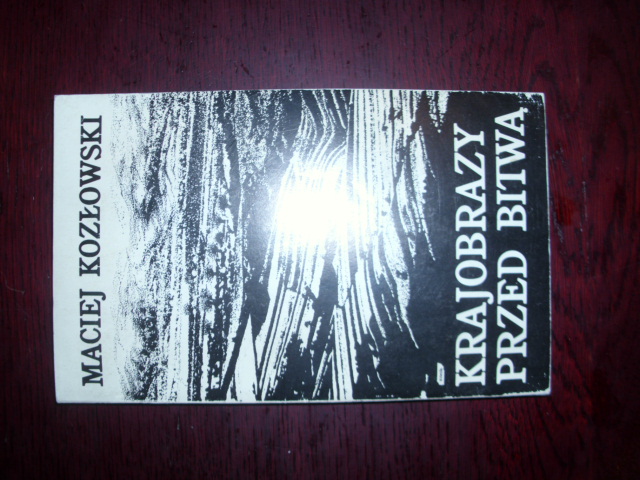 MACIEJ KOZŁOWSKI
KRAJOBRAZY
PRZED BITWĄ